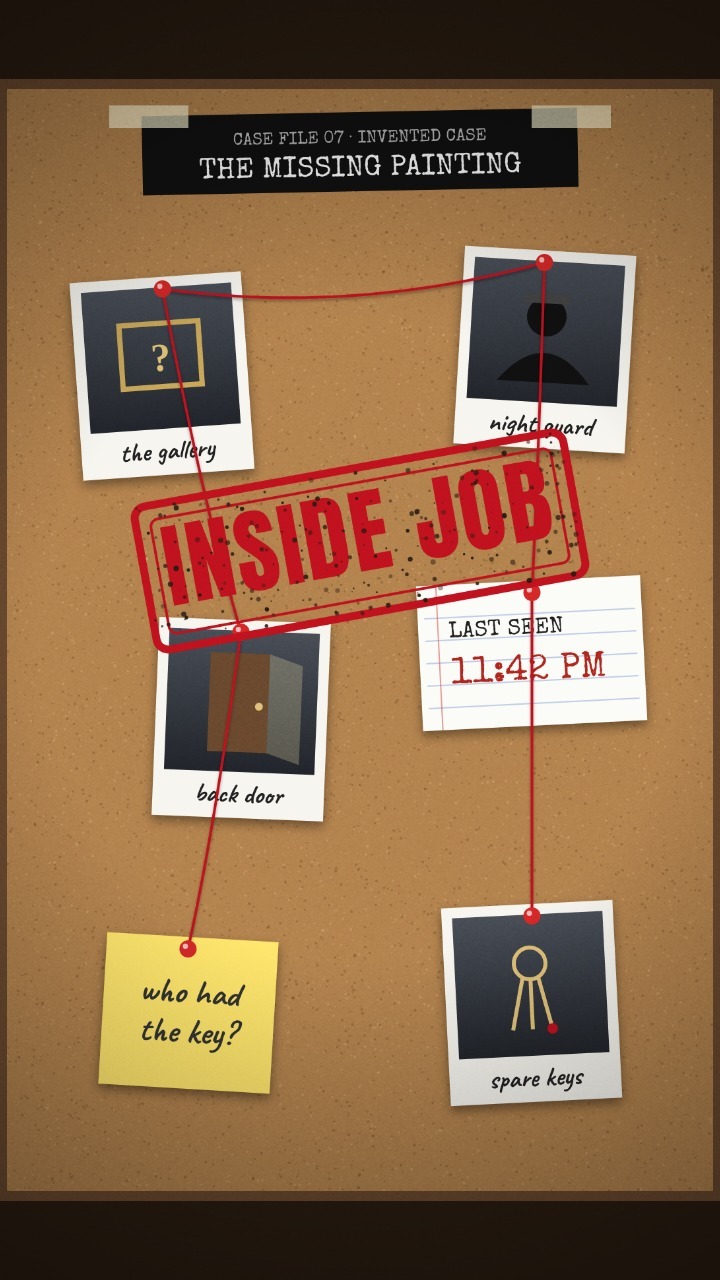 CASE FILE 07 · INVENTED CASE
THE MISSING PAINTING
?
the gallery
night guard
INSIDE JOB
LAST SEEN
11:42 PM
back door
who had
the key?
spare keys